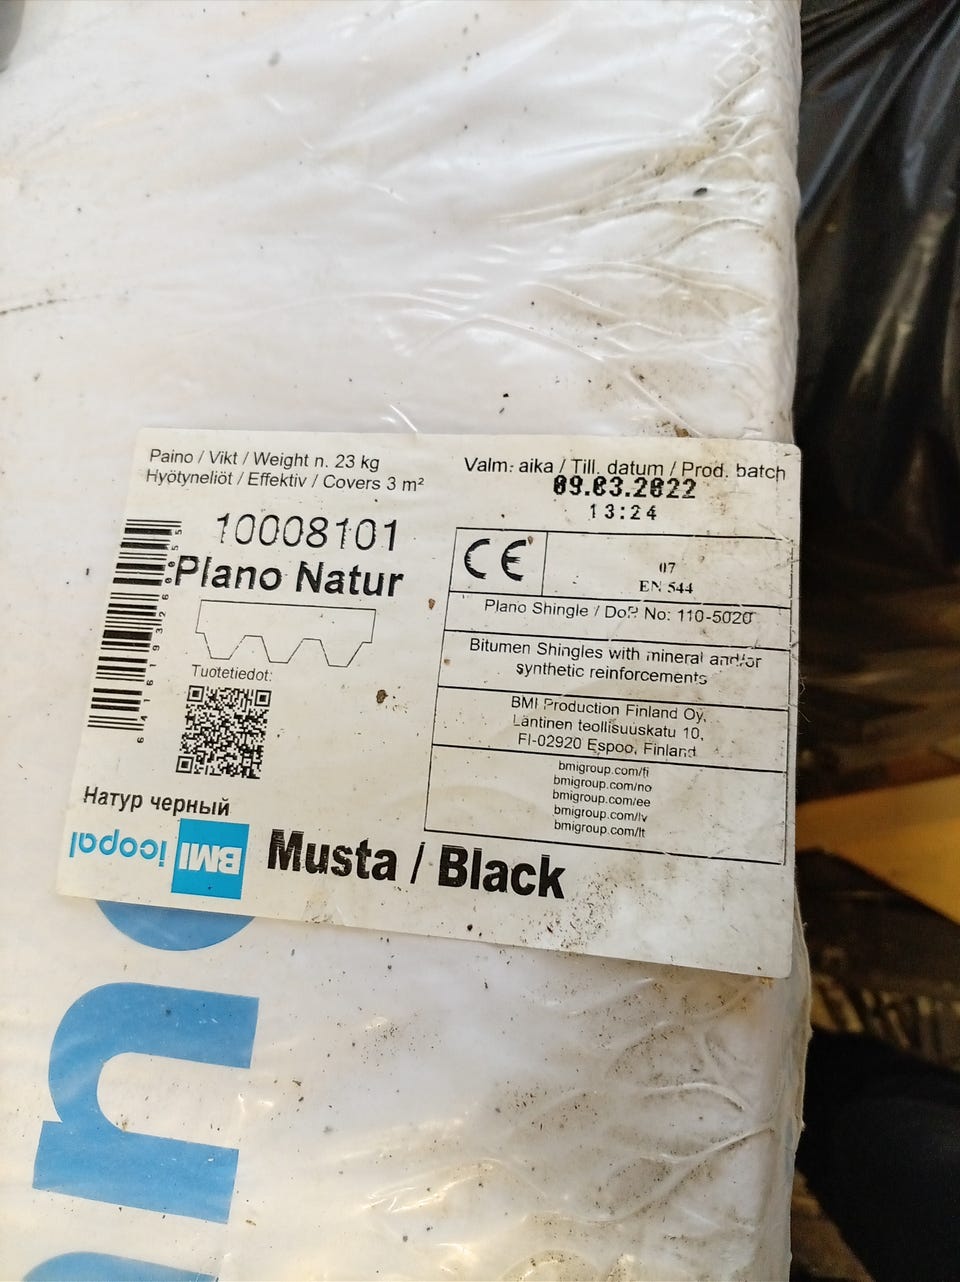 Paino / Vikt / Weight n. 23 kg
Hyötyneliöt / Effektiv / Covers 3 m²
10008101
Plano Natur
Tuotetiedot:
Натур черный
BMI icopal
Musta / Black
Valm. aika / Till. datum / Prod. batch
09.03.2022
13:24
CE
07
EN 544
Plano Shingle / DoP. No: 110-5020
Bitumen Shingles with mineral and/or
synthetic reinforcements
BMI Production Finland Oy,
Läntinen teollisuuskatu 10,
FI-02920 Espoo, Finland
bmigroup.com/fi
bmigroup.com/no
bmigroup.com/ee
bmigroup.com/lv
bmigroup.com/lt